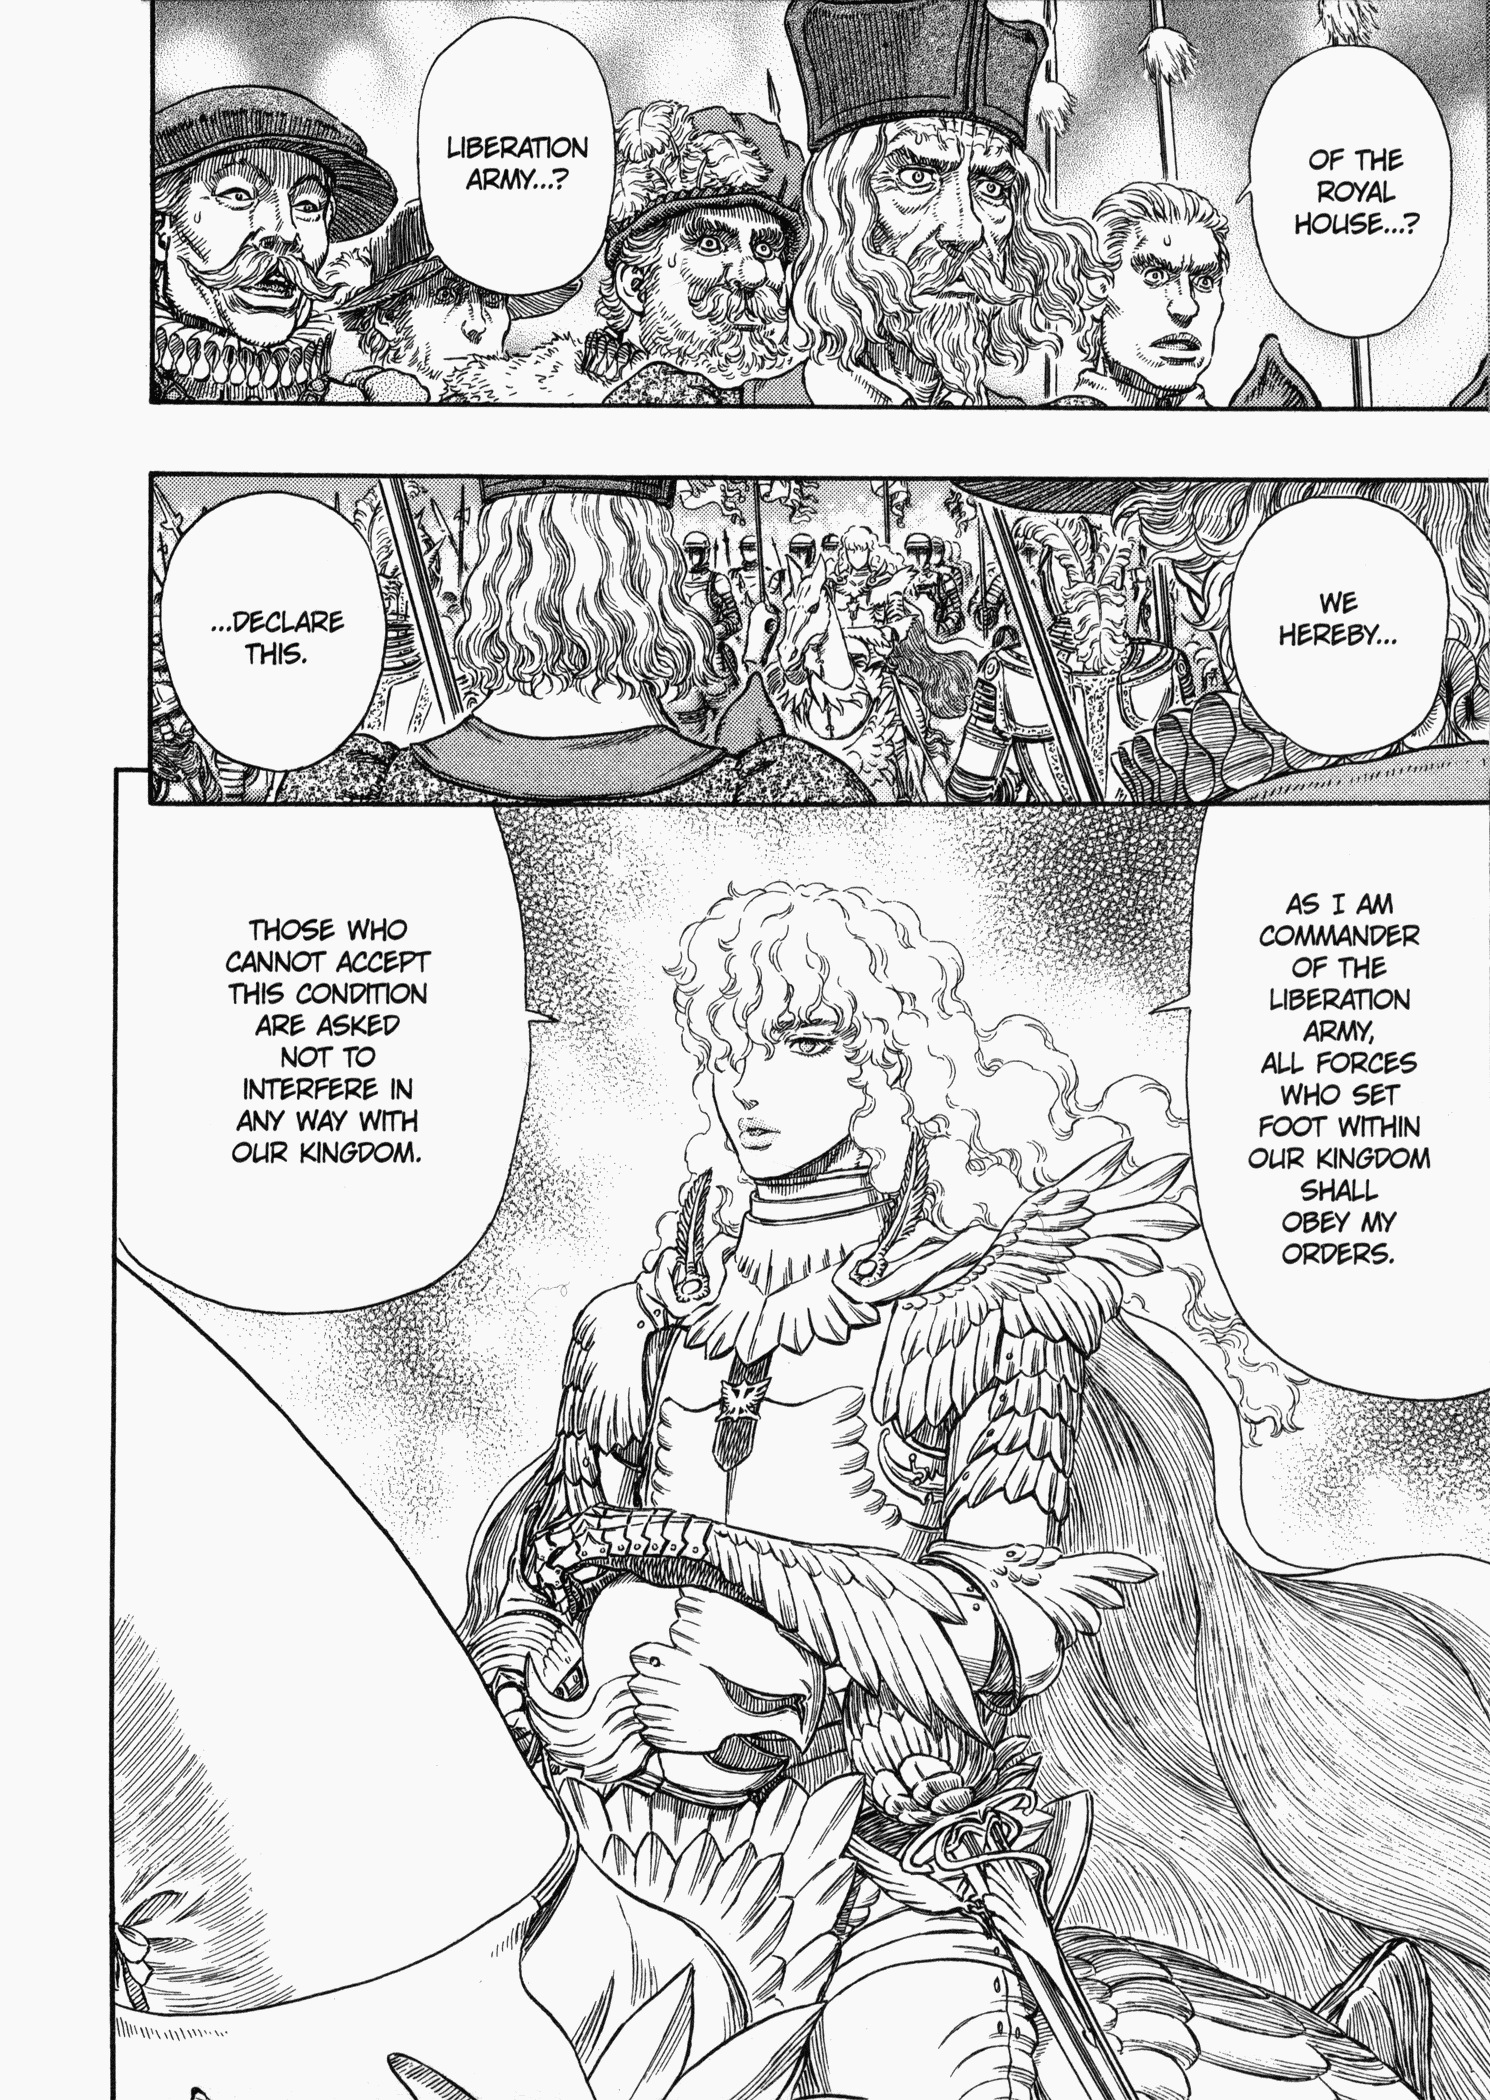 OF THE
ROYAL
HOUSE...?
LIBERATION
ARMY...?
WE
HEREBY...
...DECLARE
THIS.
AS I AM
COMMANDER
OF THE
LIBERATION
ARMY,
ALL FORCES
WHO SET
FOOT WITHIN
OUR KINGDOM
SHALL
OBEY MY
ORDERS.
THOSE WHO
CANNOT ACCEPT
THIS CONDITION
ARE ASKED
NOT TO
INTERFERE IN
ANY WAY WITH
OUR KINGDOM.